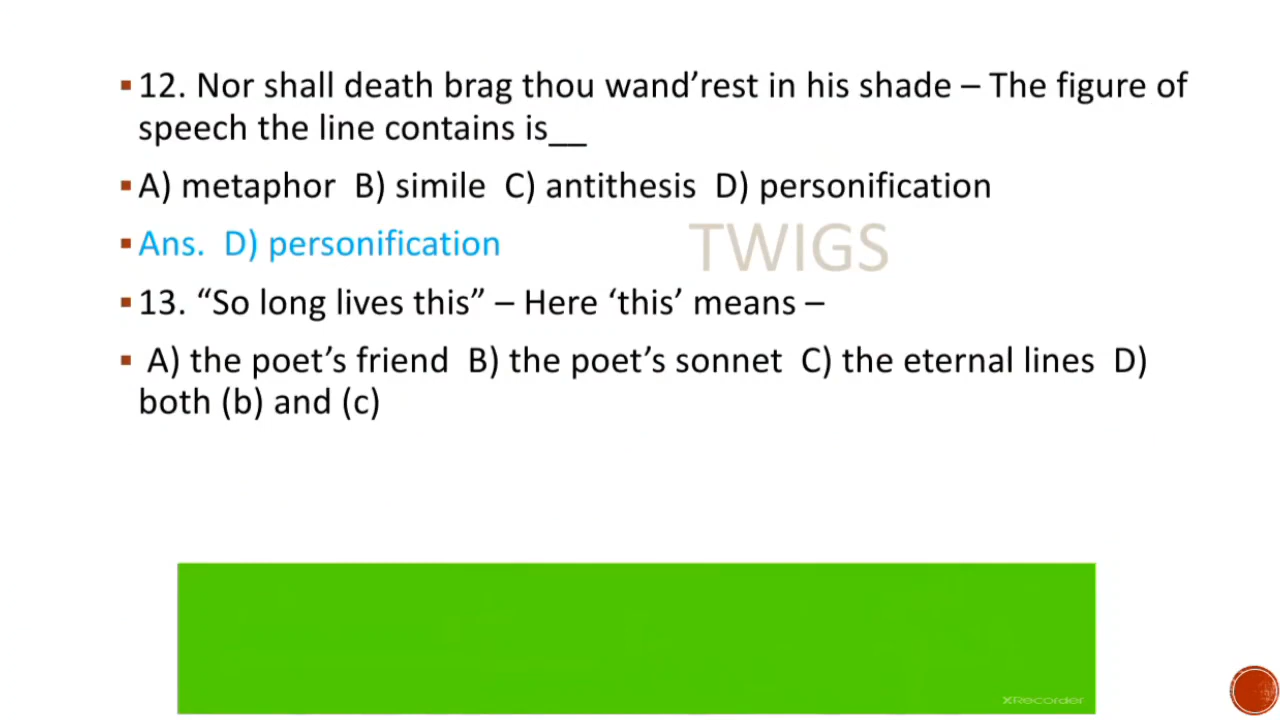 12. Nor shall death brag thou wand’rest in his shade – The figure of
speech the line contains is__
A) metaphor B) simile C) antithesis D) personification
Ans. D) personification
TWIGS
13. “So long lives this” – Here ‘this’ means –
A) the poet’s friend B) the poet’s sonnet C) the eternal lines D)
both (b) and (c)
XRecorder